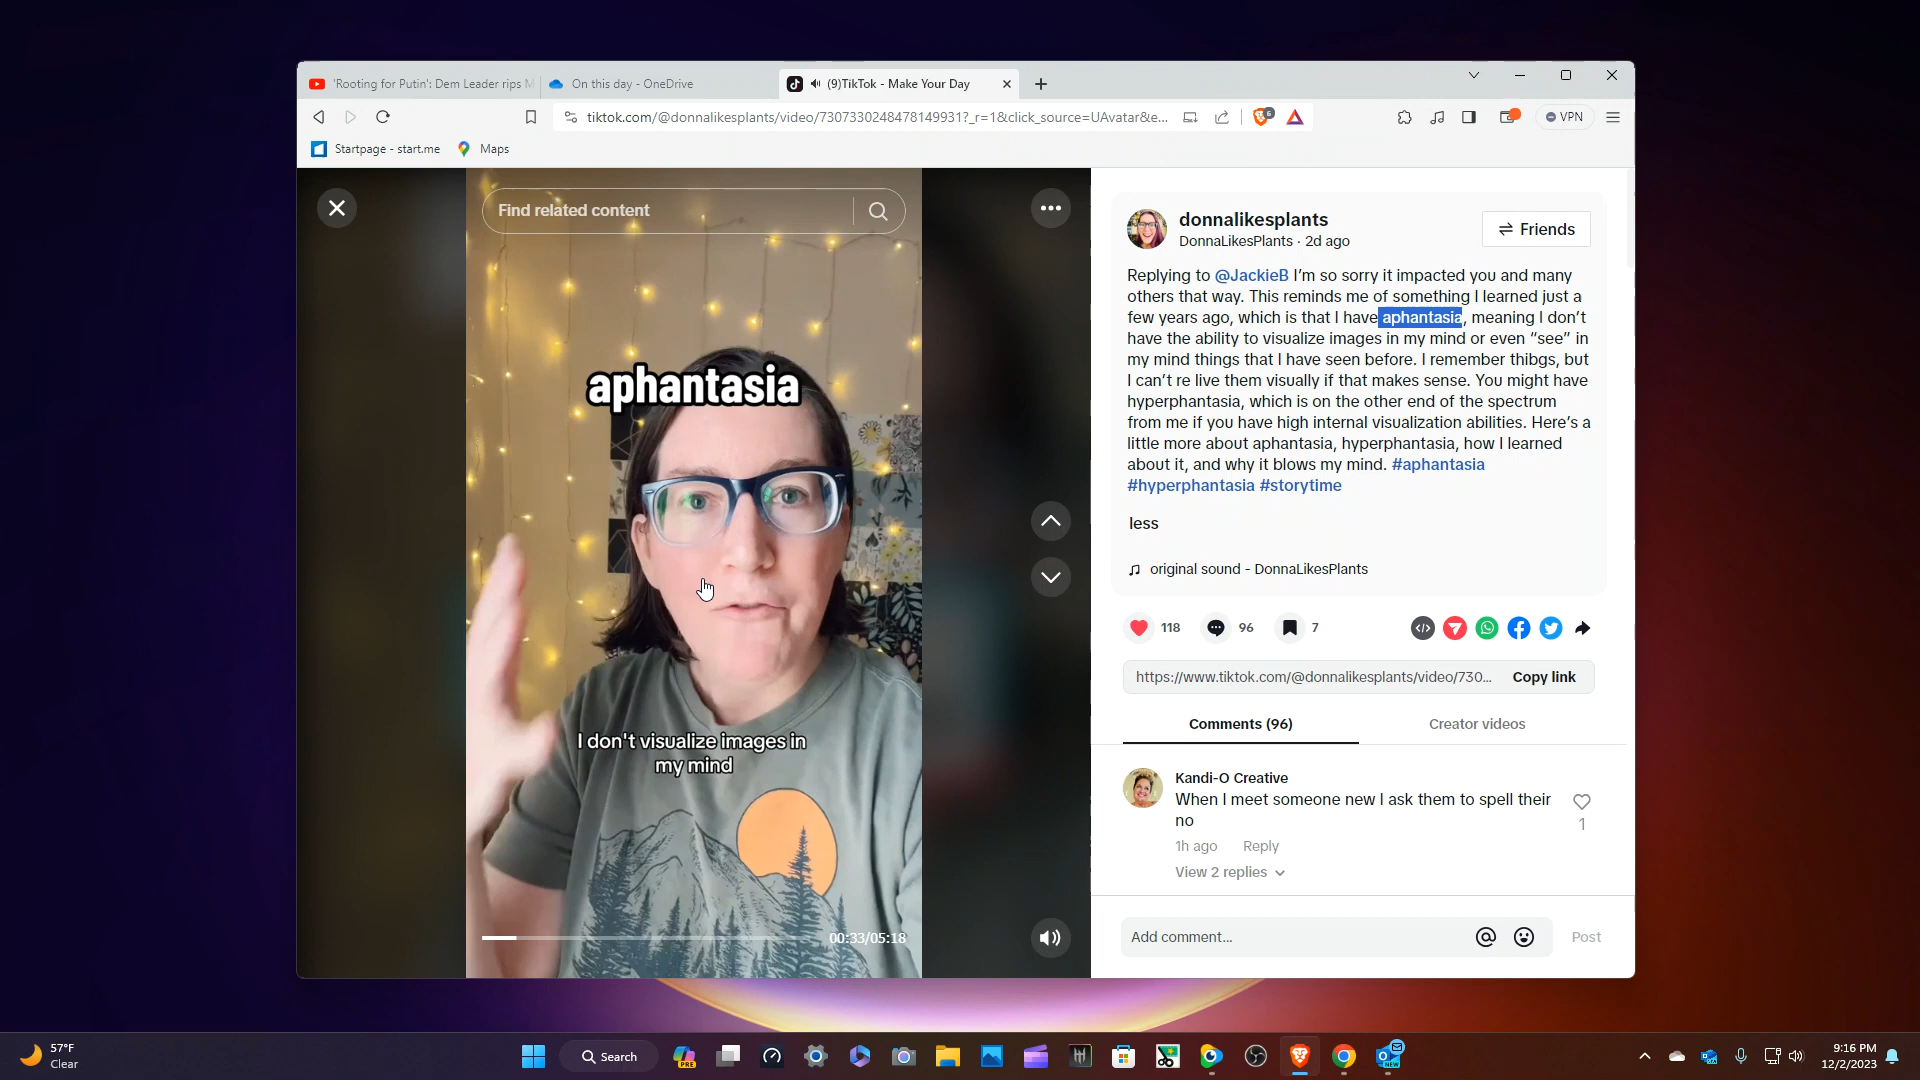 'Rooting for Putin': Dem Leader rips M
On this day - OneDrive
(9)TikTok - Make Your Day
tiktok.com/@donnalikesplants/video/7307330248478149931?_r=1&click_source=UAvatar&e...
6
VPN
Startpage - start.me
Maps
Find related content
aphantasia
I don't visualize images in
my mind
00:33/05:18
donnalikesplants
DonnaLikesPlants · 2d ago
Friends
Replying to @JackieB I'm so sorry it impacted you and many
others that way. This reminds me of something I learned just a
few years ago, which is that I have aphantasia, meaning I don't
have the ability to visualize images in my mind or even “see” in
my mind things that I have seen before. I remember thibgs, but
I can't re live them visually if that makes sense. You might have
hyperphantasia, which is on the other end of the spectrum
from me if you have high internal visualization abilities. Here's a
little more about aphantasia, hyperphantasia, how I learned
about it, and why it blows my mind. #aphantasia
#hyperphantasia #storytime
less
original sound - DonnaLikesPlants
118
96
7
https://www.tiktok.com/@donnalikesplants/video/730...
Copy link
Comments (96)
Creator videos
Kandi-O Creative
When I meet someone new I ask them to spell their
no
1
1h ago
Reply
View 2 replies
Add comment...
Post
57°F
Clear
Search
PRE
NEW
9:16 PM
12/2/2023